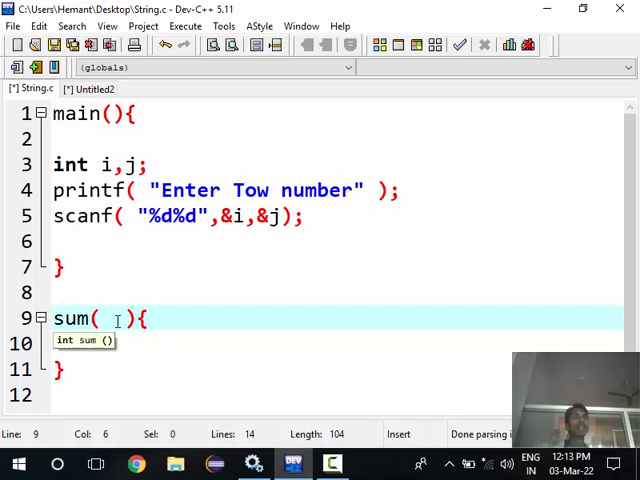 C:\Users\Hemant\Desktop\String.c - Dev-C++ 5.11
File Edit Search View Project Execute Tools AStyle Window Help
(globals)
[*] String.c [*] Untitled2
1 main(){
2
3 int i,j;
4 printf( "Enter Tow number" );
5 scanf( "%d%d",&i,&j);
6
7 }
8
9 sum( ){
int sum ()
10
11 }
12
Line: 9 Col: 6 Sel: 0 Lines: 14 Length: 104 Insert Done parsing i
ENG 12:13 PM
IN 03-Mar-22